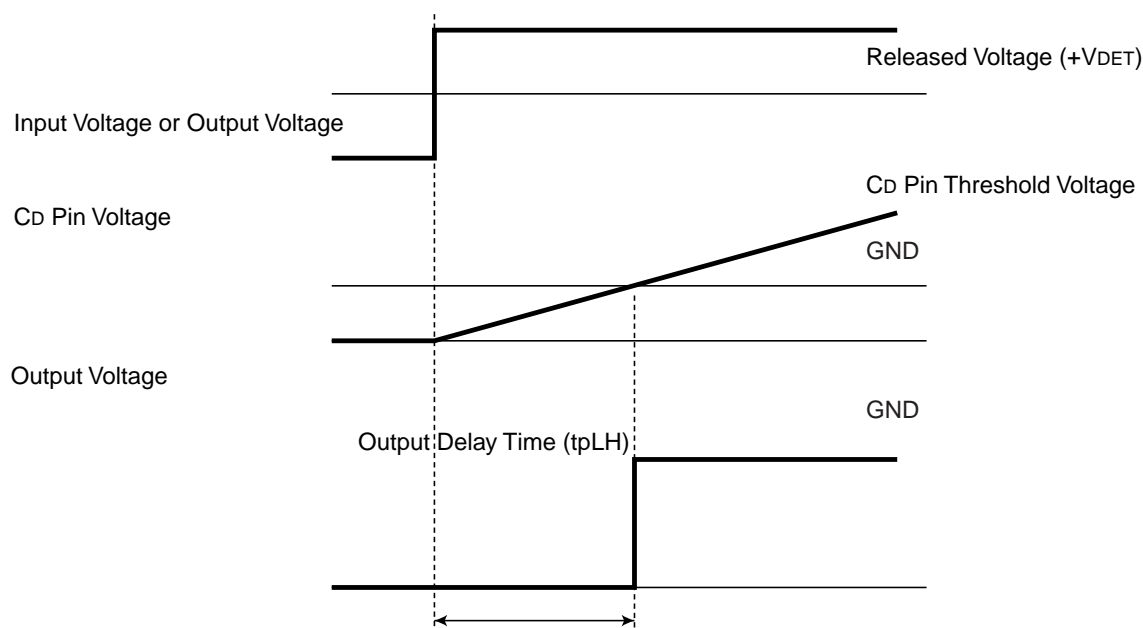 Released Voltage (+VDET)
Input Voltage or Output Voltage
CD Pin Threshold Voltage
CD Pin Voltage
GND
Output Voltage
GND
Output Delay Time (tpLH)